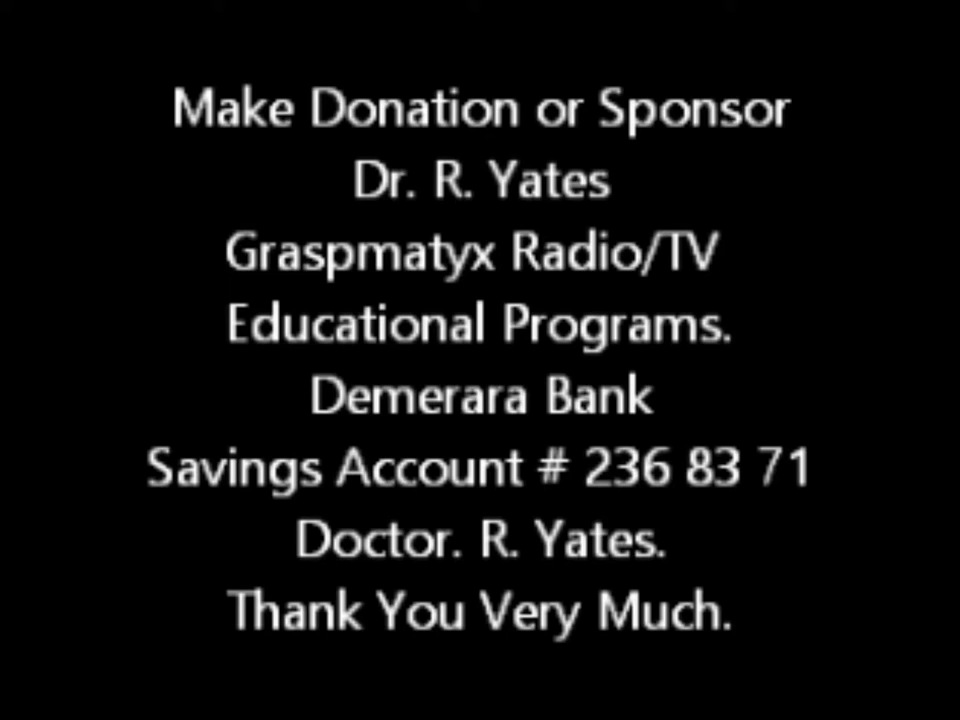 Make Donation or Sponsor
Dr. R. Yates
Graspmatyx Radio/TV
Educational Programs.
Demerara Bank
Savings Account # 236 83 71
Doctor. R. Yates.
Thank You Very Much.